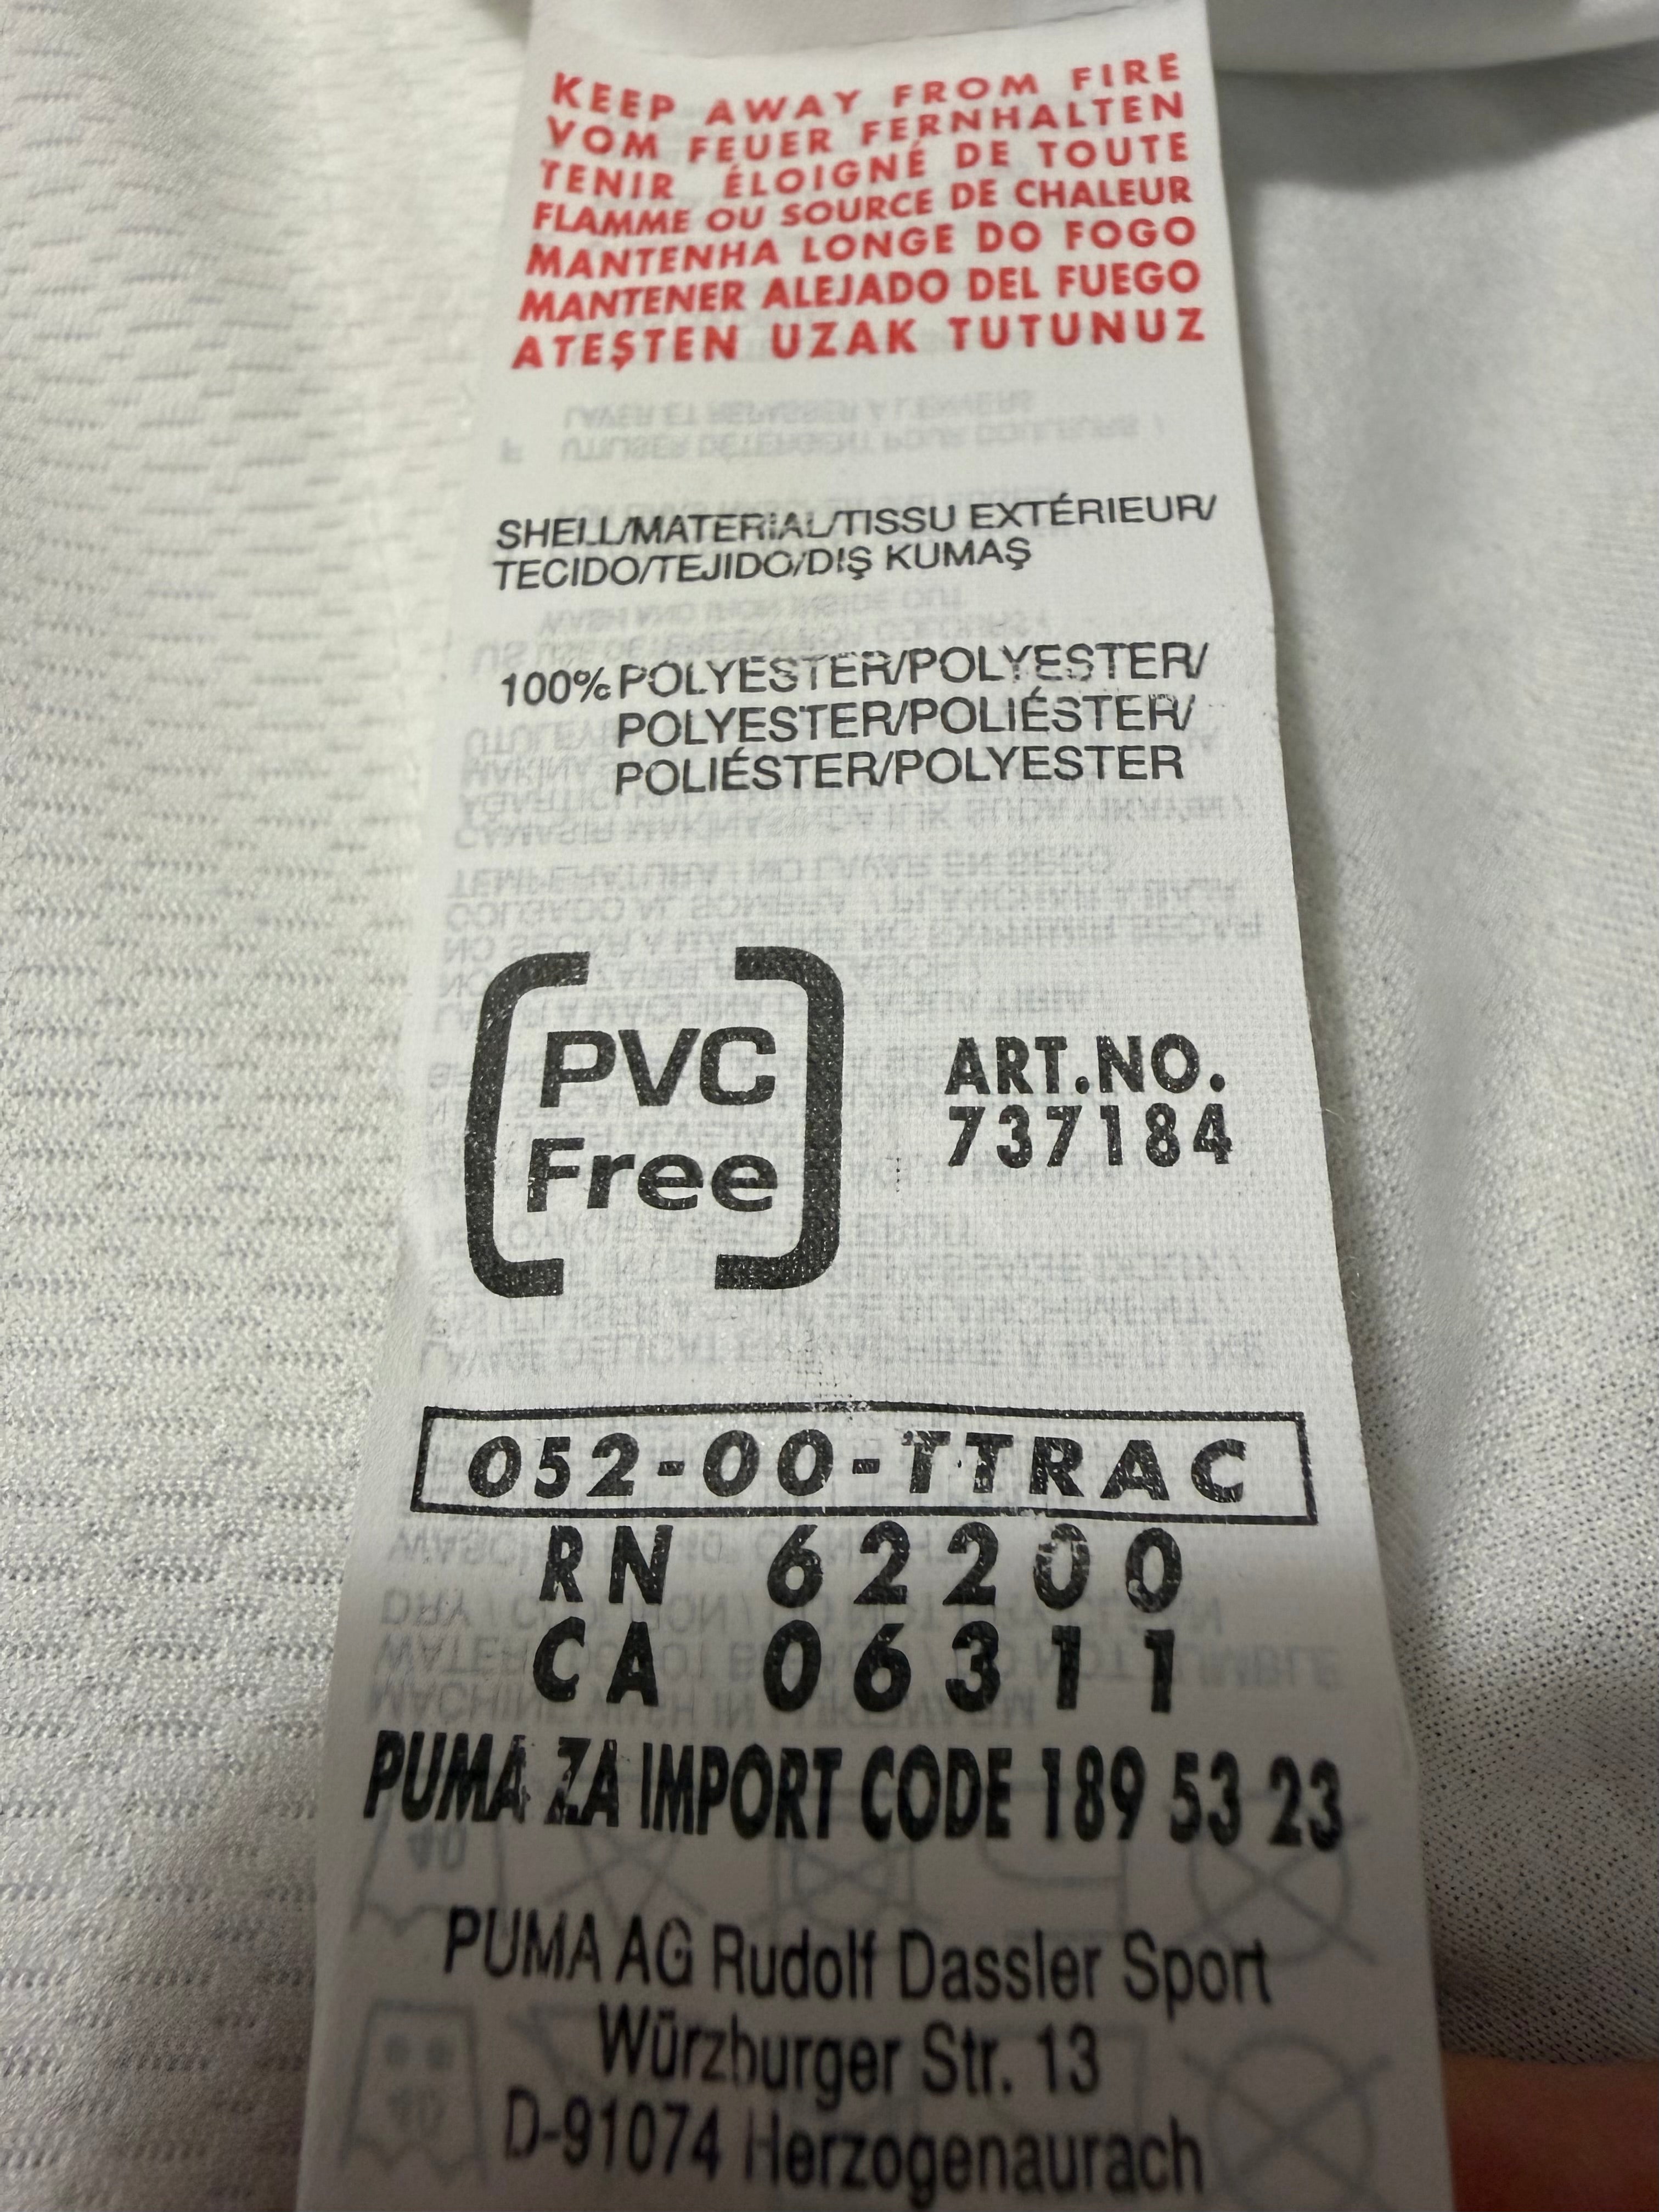 KEEP AWAY FROM FIRE
VOM FEUER FERNHALTEN
TENIR ÉLOIGNÉ DE TOUTE
FLAMME OU SOURCE DE CHALEUR
MANTENHA LONGE DO FOGO
MANTENER ALEJADO DEL FUEGO
ATEŞTEN UZAK TUTUNUZ
SHELL/MATERIAL/TISSU EXTÉRIEUR/
TECIDO/TEJIDO/DIŞ KUMAŞ
100% POLYESTER/POLYESTER/
POLYESTER/POLIÉSTER/
POLIÉSTER/POLYESTER
PVC
Free
ART.NO.
737184
052-00-TTRAC
RN 62200
CA 06311
PUMA ZA IMPORT CODE 189 53 23
PUMA AG Rudolf Dassler Sport
Würzburger Str. 13
D-91074 Herzogenaurach